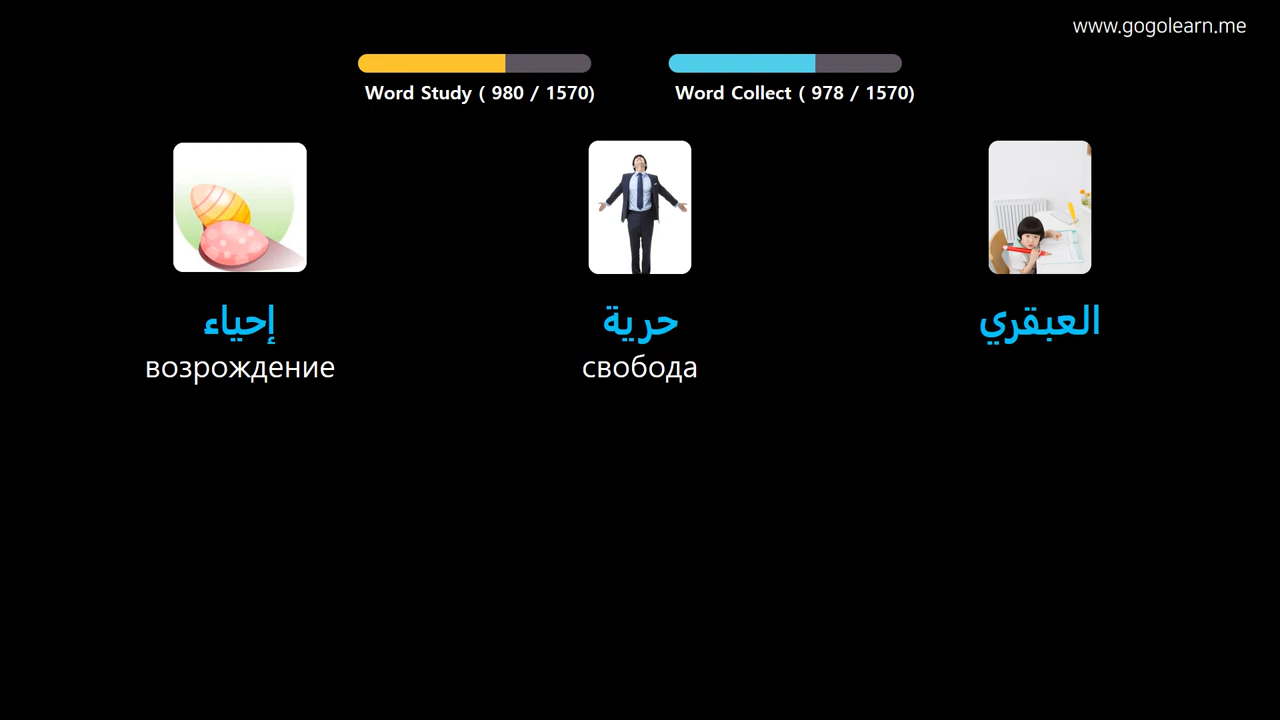 www.gogolearn.me
Word Study ( 980 / 1570)
Word Collect ( 978 / 1570)
إحياء
возрождение
حرية
свобода
العبقري